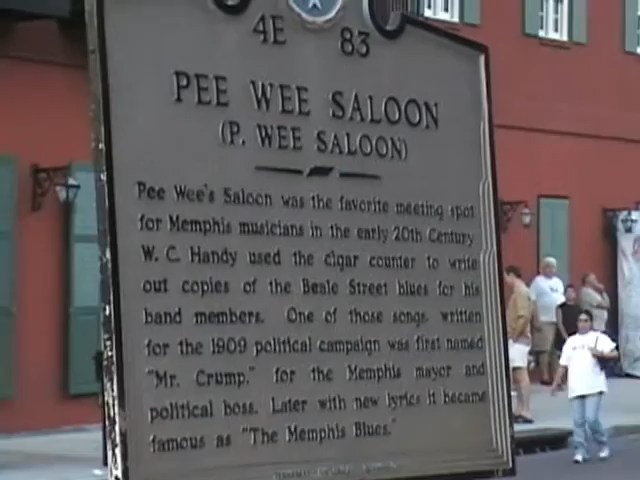 4E 83
PEE WEE SALOON
(P. WEE SALOON)
Pee Wee's Saloon was the favorite meeting spot
for Memphis musicians in the early 20th Century
W. C. Handy used the cigar counter to write
out copies of the Beale Street blues for his
band members. One of those songs, written
for the 1909 political campaign was first named
"Mr. Crump." for the Memphis mayor and
political boss. Later with new lyrics it became
famous as "The Memphis Blues."